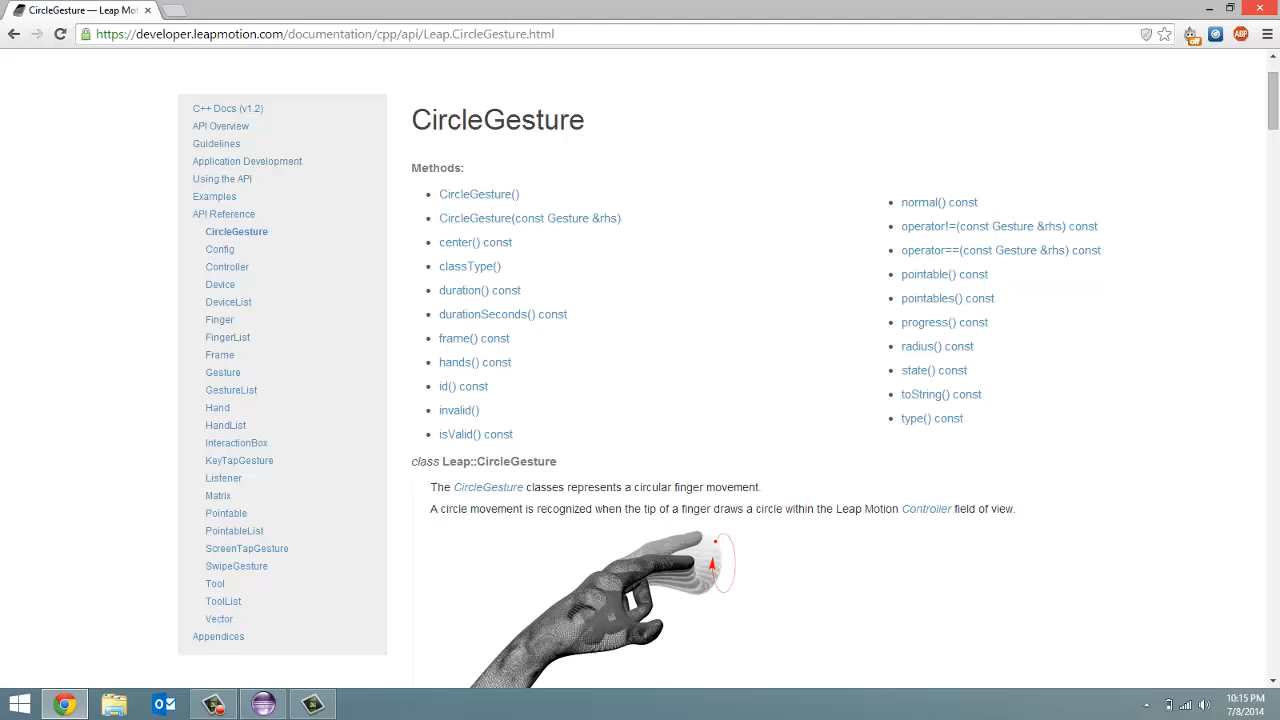 CircleGesture — Leap Mot
https://developer.leapmotion.com/documentation/cpp/api/Leap.CircleGesture.html
off
ABP
C++ Docs (v1.2)
API Overview
Guidelines
Application Development
Using the API
Examples
API Reference
CircleGesture
Config
Controller
Device
DeviceList
Finger
FingerList
Frame
Gesture
GestureList
Hand
HandList
InteractionBox
KeyTapGesture
Listener
Matrix
Pointable
PointableList
ScreenTapGesture
SwipeGesture
Tool
ToolList
Vector
Appendices
CircleGesture
Methods:
CircleGesture()
CircleGesture(const Gesture &rhs)
center() const
classType()
duration() const
durationSeconds() const
frame() const
hands() const
id() const
invalid()
isValid() const
normal() const
operator!=(const Gesture &rhs) const
operator==(const Gesture &rhs) const
pointable() const
pointables() const
progress() const
radius() const
state() const
toString() const
type() const
class Leap::CircleGesture
The CircleGesture classes represents a circular finger movement.
A circle movement is recognized when the tip of a finger draws a circle within the Leap Motion Controller field of view.
10:15 PM
7/8/2014